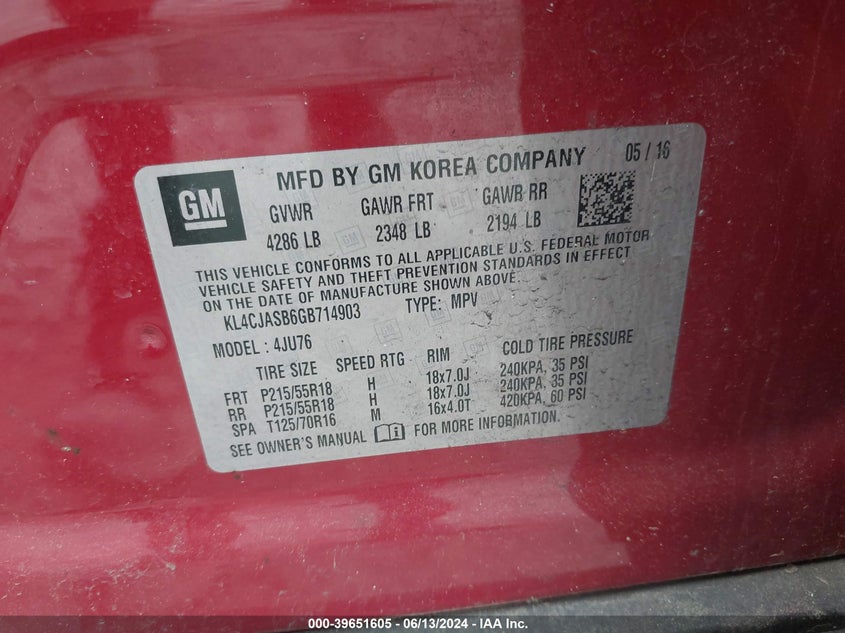 GM
MFD BY GM KOREA COMPANY 05 / 16
GVWR GAWR FRT GAWR RR
4286 LB 2348 LB 2194 LB
THIS VEHICLE CONFORMS TO ALL APPLICABLE U.S. FEDERAL MOTOR
VEHICLE SAFETY AND THEFT PREVENTION STANDARDS IN EFFECT
ON THE DATE OF MANUFACTURE SHOWN ABOVE.
KL4CJASB6GB714903 TYPE: MPV
MODEL : 4JU76
TIRE SIZE SPEED RTG RIM COLD TIRE PRESSURE
FRT P215/55R18 H 18x7.0J 240KPA, 35 PSI
RR P215/55R18 H 18x7.0J 240KPA, 35 PSI
SPA T125/70R16 M 16x4.0T 420KPA, 60 PSI
SEE OWNER'S MANUAL FOR MORE INFORMATION.
000-39651605 - 06/13/2024 - IAAI.com